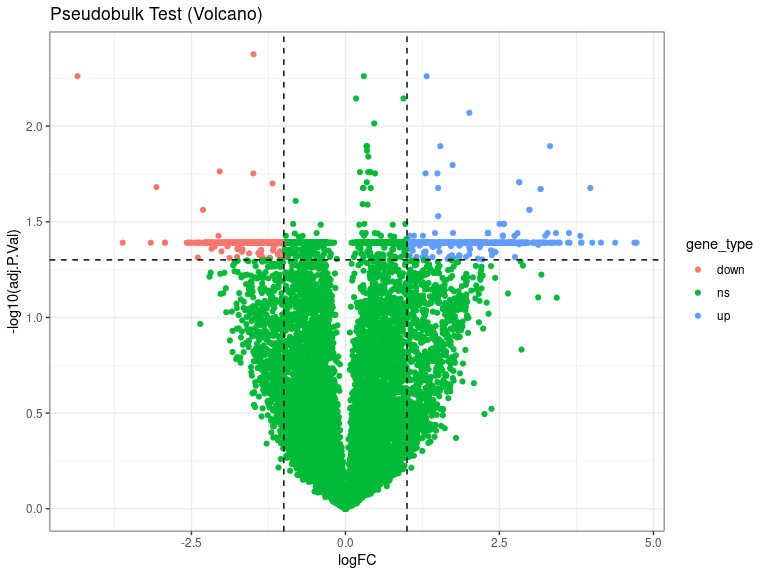 Pseudobulk Test (Volcano)
2.0
1.5
1.0
0.5
0.0
-log10(adj.P.Val)
-2.5
0.0
2.5
5.0
logFC
gene_type
down
ns
up